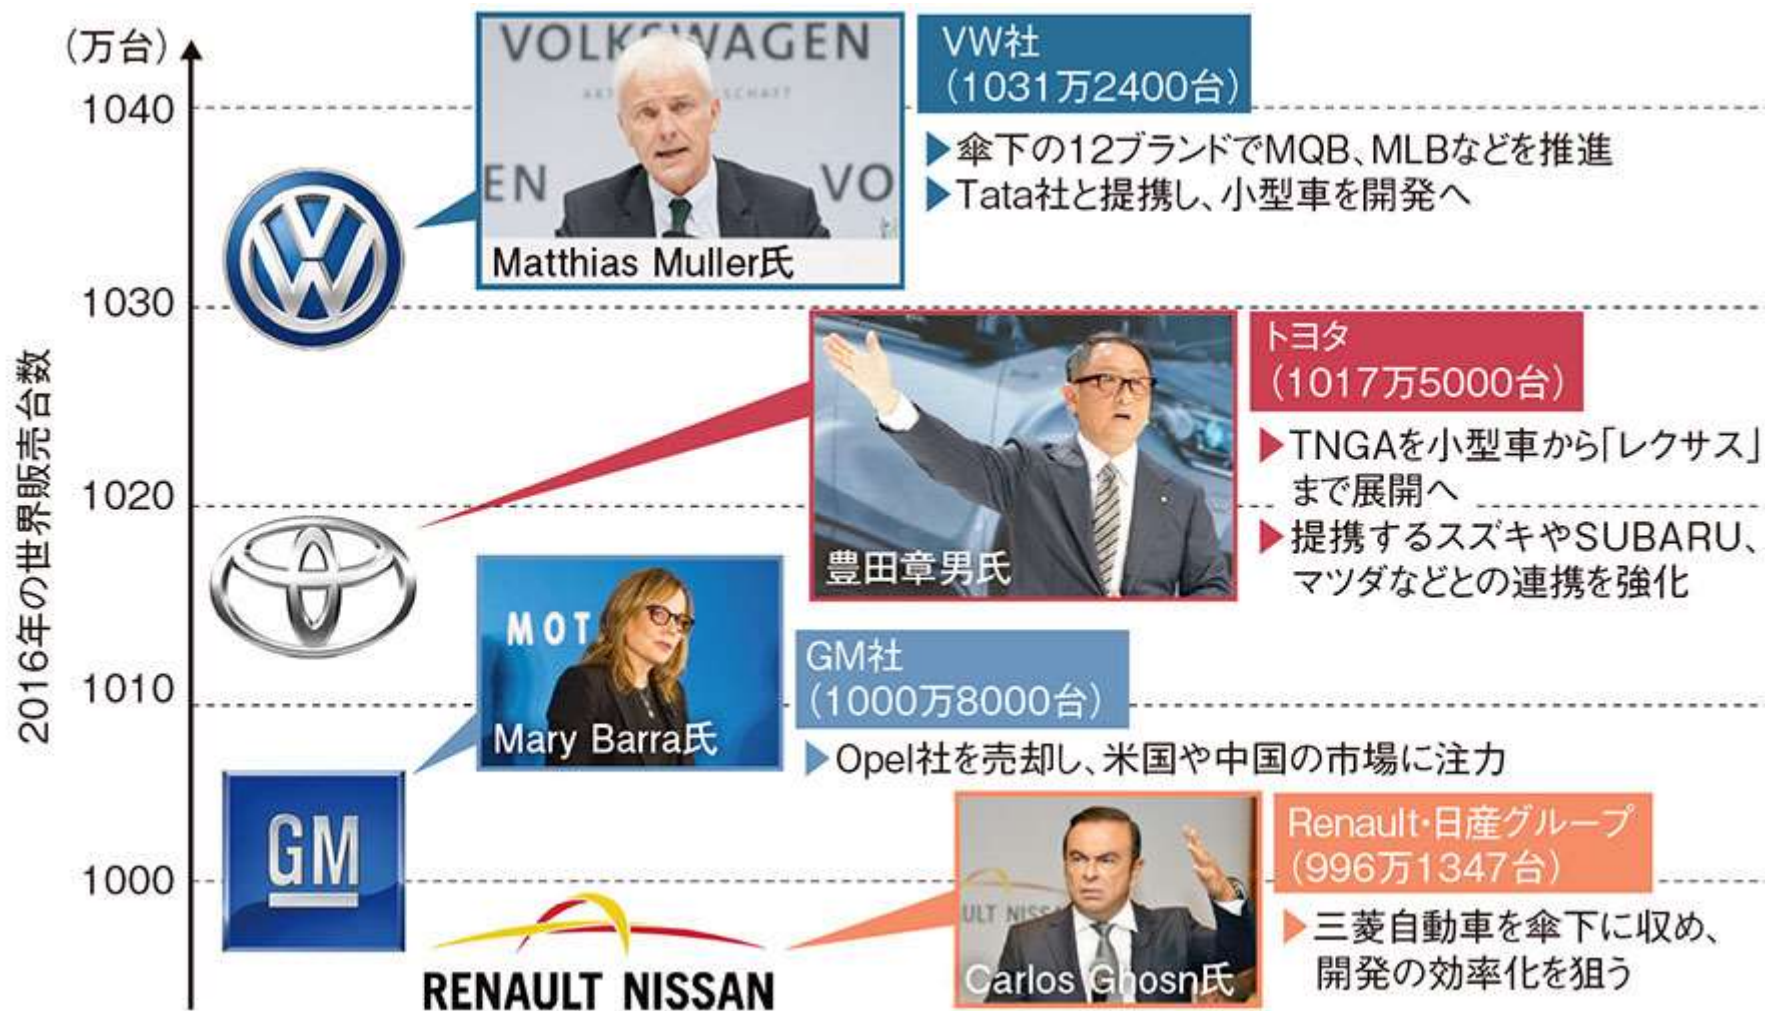 (万台)
1040
1030
1020
1010
1000
2016年の世界販売台数
VOLKSWAGEN
EN
VO
Matthias Muller氏
VW社
(1031万2400台)
▶傘下の12ブランドでMQB、MLBなどを推進
▶Tata社と提携し、小型車を開発へ
豊田章男氏
トヨタ
(1017万5000台)
▶TNGAを小型車から「レクサス」
まで展開へ
▶提携するスズキやSUBARU、
マツダなどとの連携を強化
MOT
Mary Barra氏
GM社
(1000万8000台)
▶Opel社を売却し、米国や中国の市場に注力
GM
RENAULT NISSAN
ULT NISS
Carlos Ghosn氏
Renault・日産グループ
(996万1347台)
▶三菱自動車を傘下に収め、
開発の効率化を狙う